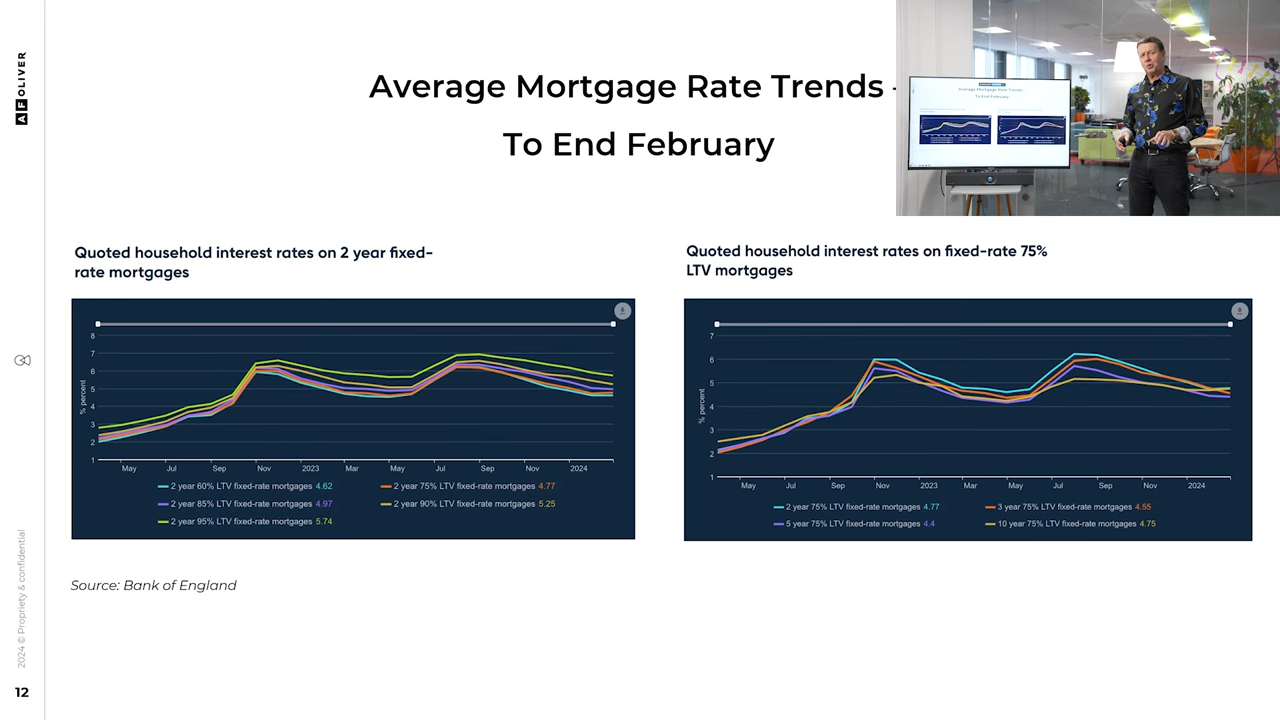 AF OLIVER
Average Mortgage Rate Trends -
To End February
Average Mortgage Rate Trends -
To End February
Quoted household interest rates on 2 year fixed-
rate mortgages
8
7
6
5
4
3
2
1
% percent
May Jul Sep Nov 2023 Mar May Jul Sep Nov 2024
2 year 60% LTV fixed-rate mortgages 4.62 2 year 75% LTV fixed-rate mortgages 4.77
2 year 85% LTV fixed-rate mortgages 4.97 2 year 90% LTV fixed-rate mortgages 5.25
2 year 95% LTV fixed-rate mortgages 5.74
Quoted household interest rates on fixed-rate 75%
LTV mortgages
7
6
5
4
3
2
1
% percent
May Jul Sep Nov 2023 Mar May Jul Sep Nov 2024
2 year 75% LTV fixed-rate mortgages 4.77 3 year 75% LTV fixed-rate mortgages 4.55
5 year 75% LTV fixed-rate mortgages 4.4 10 year 75% LTV fixed-rate mortgages 4.75
Source: Bank of England
2024 © Propriety & confidential
12